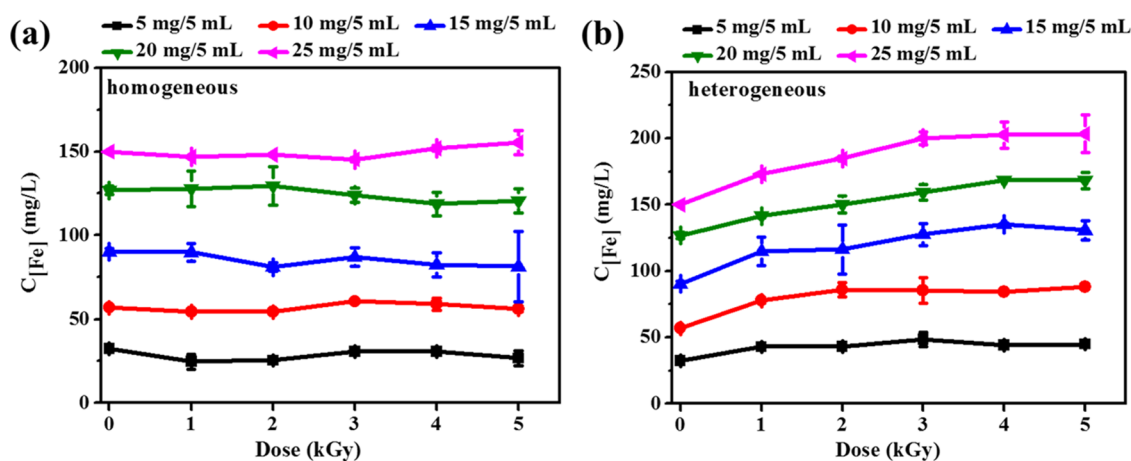 (a)
5 mg/5 mL 10 mg/5 mL 15 mg/5 mL
20 mg/5 mL 25 mg/5 mL
homogeneous
200
150
100
50
0
C[Fe] (mg/L)
0 1 2 3 4 5
Dose (kGy)
(b)
5 mg/5 mL 10 mg/5 mL 15 mg/5 mL
20 mg/5 mL 25 mg/5 mL
heterogeneous
250
200
150
100
50
0
C[Fe] (mg/L)
0 1 2 3 4 5
Dose (kGy)